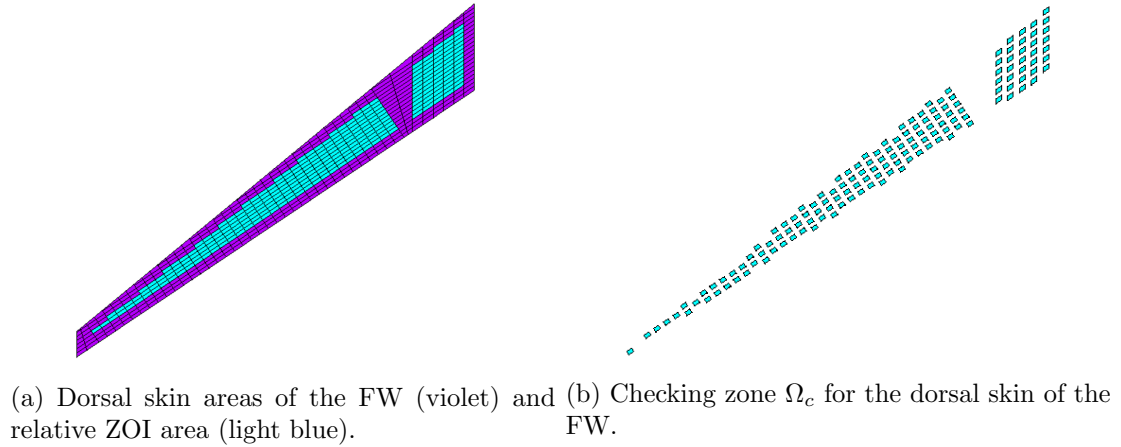 (a) Dorsal skin areas of the FW (violet) and
relative ZOI area (light blue).
(b) Checking zone Ω_c for the dorsal skin of the
FW.